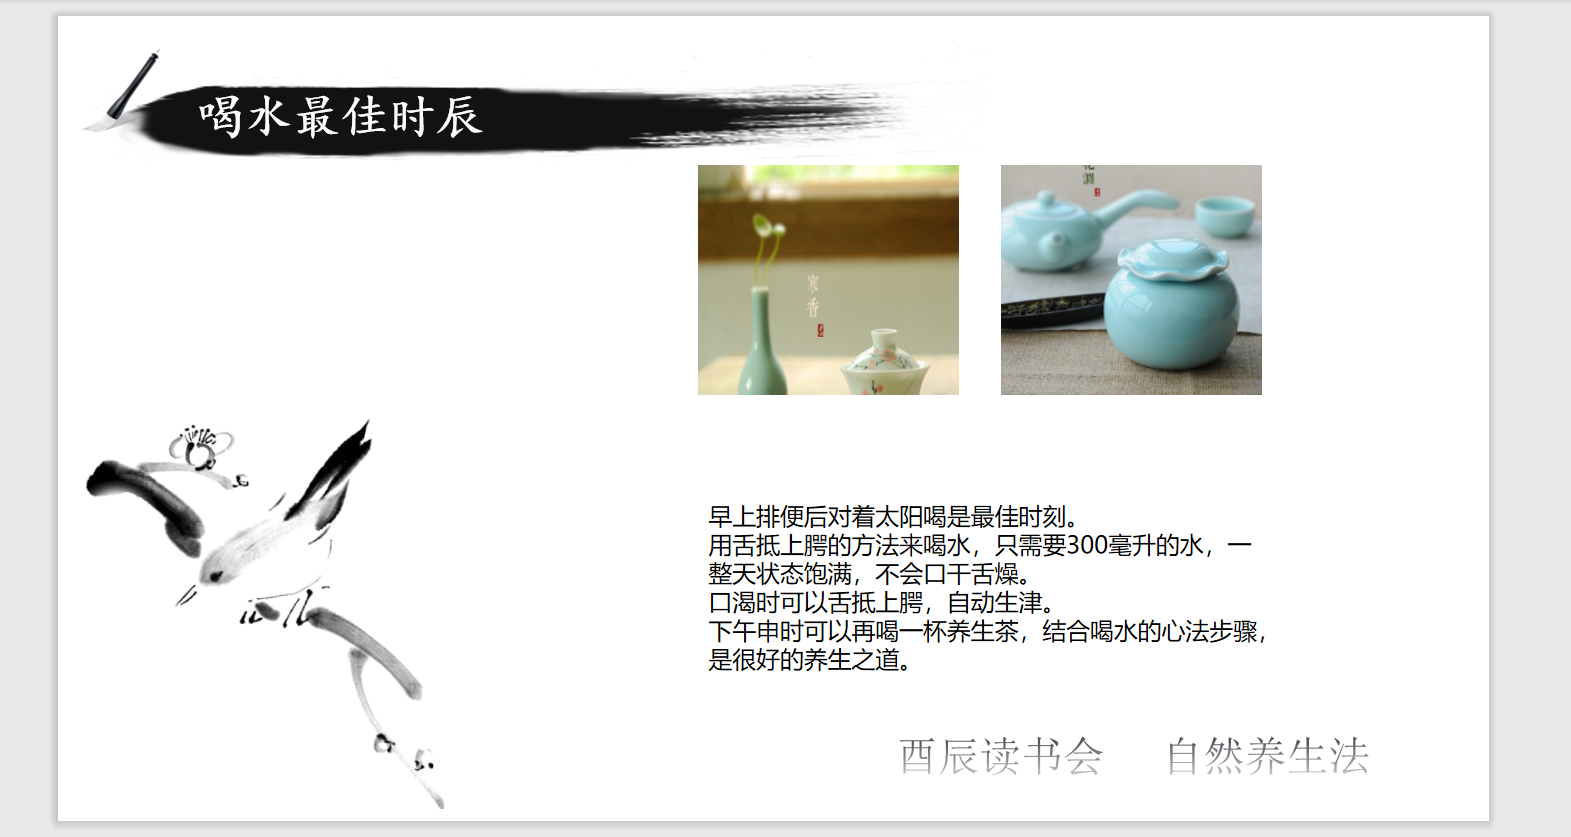 喝水最佳时辰
寒香
花涧
早上排便后对着太阳喝是最佳时刻。
用舌抵上腭的方法来喝水，只需要300毫升的水，一
整天状态饱满，不会口干舌燥。
口渴时可以舌抵上腭，自动生津。
下午申时可以再喝一杯养生茶，结合喝水的心法步骤，
是很好的养生之道。
酉辰读书会 自然养生法